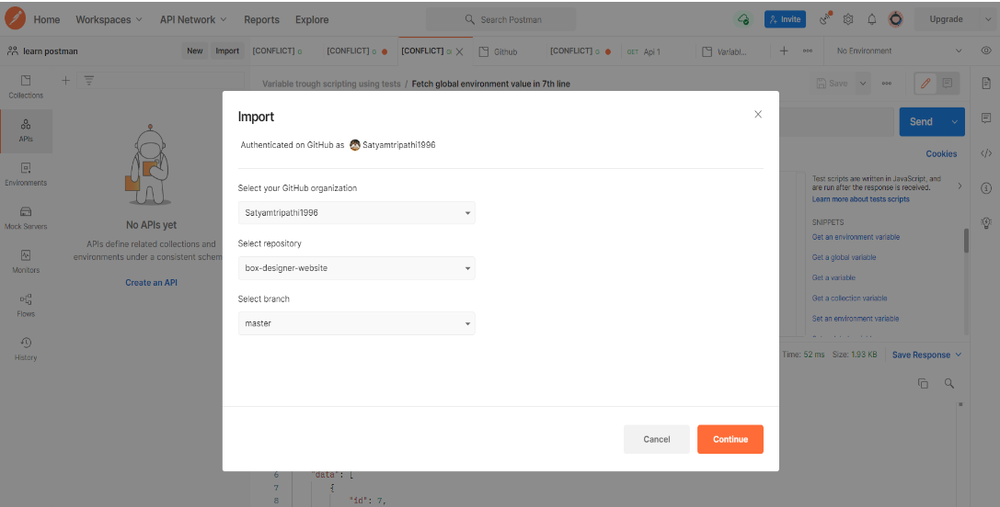 Home Workspaces API Network Reports Explore Search Postman Invite Upgrade
learn postman New Import [CONFLICT] G [CONFLICT] G [CONFLICT] G Github [CONFLICT] G GET Api 1 Variabl... No Environment
Collections
APIs
Environments
Mock Servers
Monitors
Flows
History
No APIs yet
APIs define related collections and
environments under a consistent schem
Create an API
Variable trough scripting using tests / Fetch global environment value in 7th line
Save
Send
Cookies
Import
Authenticated on GitHub as Satyamtripathi1996
Select your GitHub organization
Satyamtripathi1996
Select repository
box-designer-website
Select branch
master
Cancel Continue
Test scripts are written in JavaScript, and
are run after the response is received.
Learn more about tests scripts
SNIPPETS
Get an environment variable
Get a global variable
Get a variable
Get a collection variable
Set an environment variable
Time: 52 ms Size: 1.93 KB Save Response
6 "data": [
7 {
8 "id": 7,